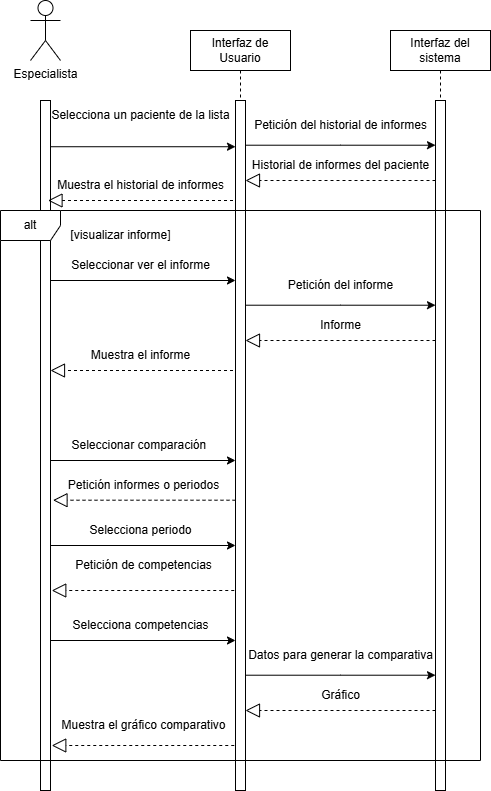 Especialista
Interfaz de
Usuario
Interfaz del
sistema
Selecciona un paciente de la lista
Petición del historial de informes
Historial de informes del paciente
Muestra el historial de informes
alt
[visualizar informe]
Seleccionar ver el informe
Petición del informe
Informe
Muestra el informe
Seleccionar comparación
Petición informes o periodos
Selecciona periodo
Petición de competencias
Selecciona competencias
Datos para generar la comparativa
Gráfico
Muestra el gráfico comparativo